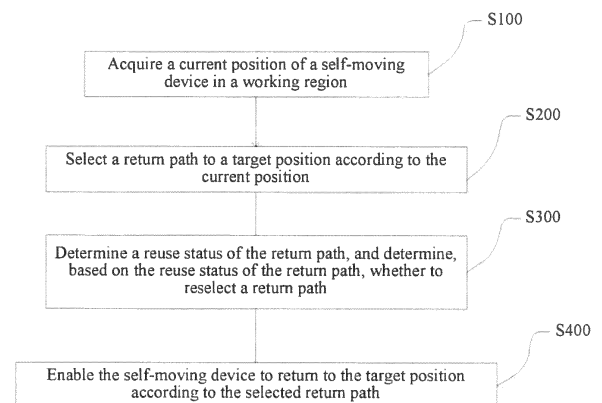 S100
Acquire a current position of a self-moving
device in a working region
S200
Select a return path to a target position according to the
current position
S300
Determine a reuse status of the return path, and determine,
based on the reuse status of the return path, whether to
reselect a return path
S400
Enable the self-moving device to return to the target position
according to the selected return path